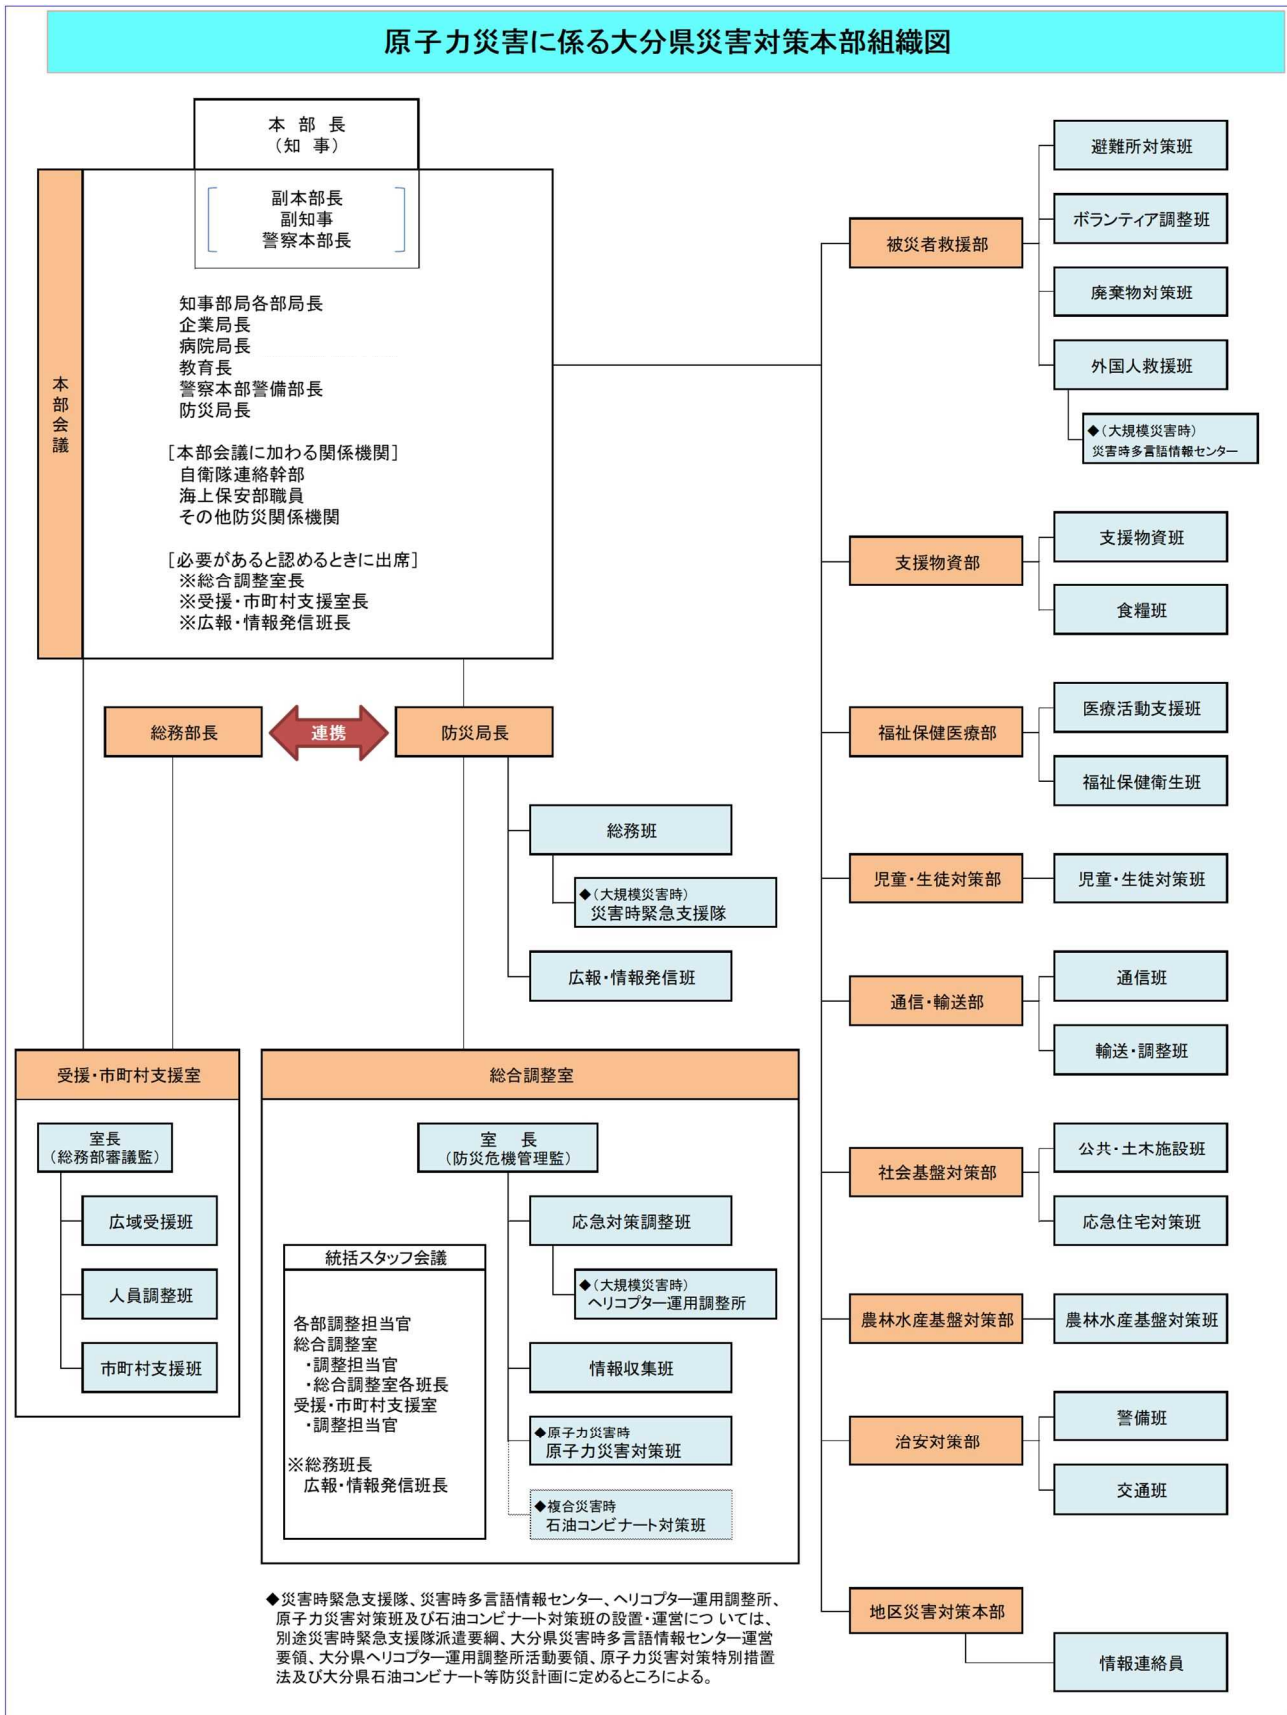 原子力災害に係る大分県災害対策本部組織図
本 部 長
（知 事）
副本部長
副知事
警察本部長
本部会議
知事部局各部局長
企業局長
病院局長
教育長
警察本部警備部長
防災局長
［本部会議に加わる関係機関］
自衛隊連絡幹部
海上保安部職員
その他防災関係機関
［必要があると認めるときに出席］
※総合調整室長
※受援・市町村支援室長
※広報・情報発信班長
総務部長
連携
防災局長
総務班
◆（大規模災害時）
災害時緊急支援隊
広報・情報発信班
受援・市町村支援室
室長
（総務部審議監）
広域受援班
人員調整班
市町村支援班
総合調整室
室 長
（防災危機管理監）
応急対策調整班
◆（大規模災害時）
ヘリコプター運用調整所
情報収集班
◆原子力災害時
原子力災害対策班
◆複合災害時
石油コンビナート対策班
統括スタッフ会議
各部調整担当官
総合調整室
・調整担当官
・総合調整室各班長
受援・市町村支援室
・調整担当官
※総務班長
広報・情報発信班長
◆災害時緊急支援隊、災害時多言語情報センター、ヘリコプター運用調整所、
原子力災害対策班及び石油コンビナート対策班の設置・運営につ いては、
別途災害時緊急支援隊派遣要綱、大分県災害時多言語情報センター運営
要領、大分県ヘリコプター運用調整所活動要領、原子力災害対策特別措置
法及び大分県石油コンビナート等防災計画に定めるところによる。
被災者救援部
避難所対策班
ボランティア調整班
廃棄物対策班
外国人救援班
◆（大規模災害時）
災害時多言語情報センター
支援物資部
支援物資班
食糧班
福祉保健医療部
医療活動支援班
福祉保健衛生班
児童・生徒対策部
児童・生徒対策班
通信・輸送部
通信班
輸送・調整班
社会基盤対策部
公共・土木施設班
応急住宅対策班
農林水産基盤対策部
農林水産基盤対策班
治安対策部
警備班
交通班
地区災害対策本部
情報連絡員